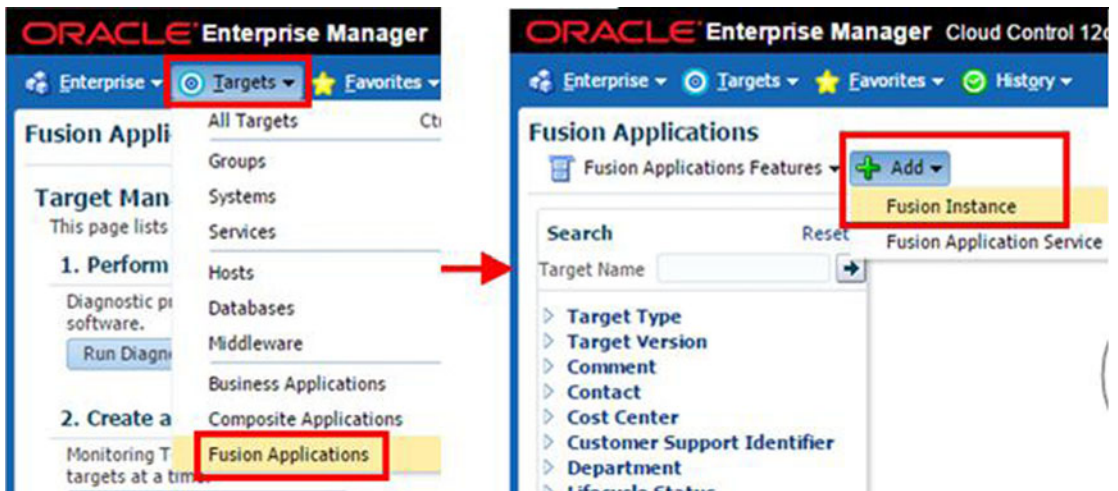 ORACLE Enterprise Manager
Enterprise Targets Favorites
Fusion Appli
All Targets
Groups
Target Man
Systems
This page lists
Services
1. Perform
Hosts
Diagnostic
software.
Databases
Run Diagn
Middleware
Business Applications
2. Create a
Composite Applications
Monitoring T
Fusion Applications
targets at a time.
ORACLE Enterprise Manager Cloud Control 12c
Enterprise Targets Favorites History
Fusion Applications
Fusion Applications Features Add
Fusion Instance
Fusion Application Service
Search Reset
Target Name
Target Type
Target Version
Comment
Contact
Cost Center
Customer Support Identifier
Department